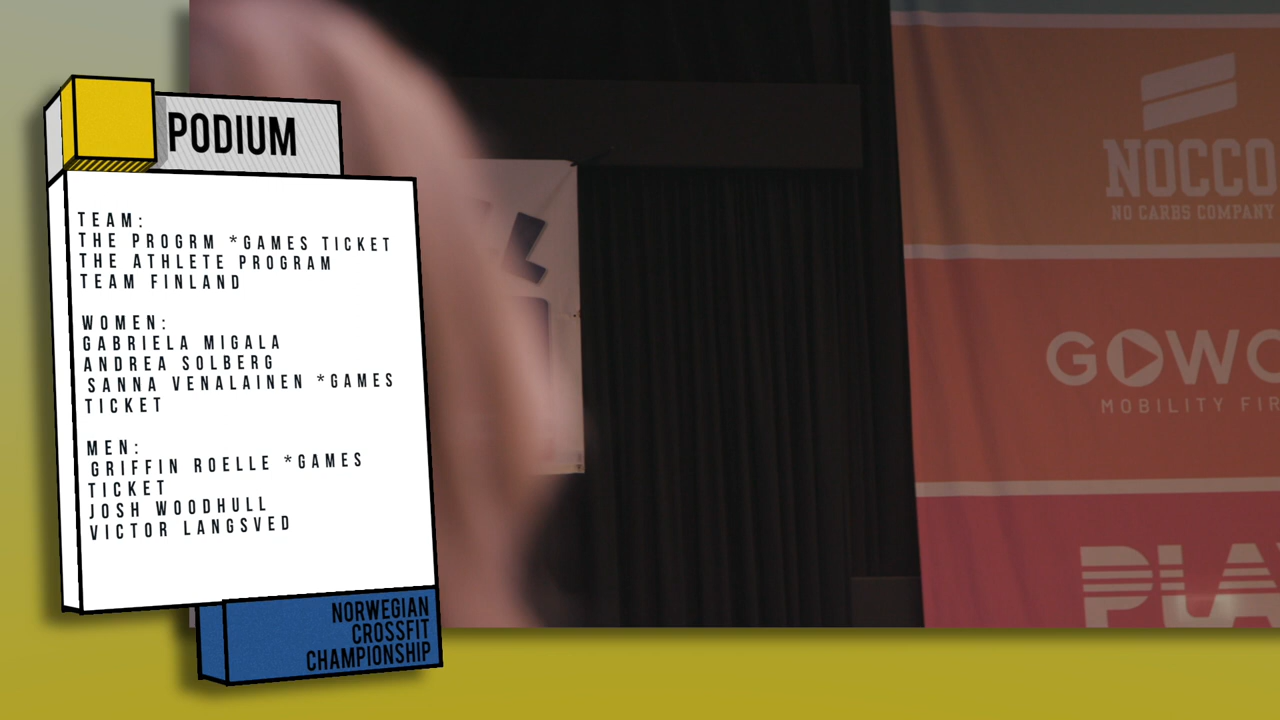 PODIUM
TEAM:
THE PROGRM *GAMES TICKET
THE ATHLETE PROGRAM
TEAM FINLAND
WOMEN:
GABRIELA MIGALA
ANDREA SOLBERG
SANNA VENALAINEN *GAMES
TICKET
MEN:
GRIFFIN ROELLE *GAMES
TICKET
JOSH WOODHULL
VICTOR LANGSVED
NORWEGIAN
CROSSFIT
CHAMPIONSHIP
NOCCO
NO CARBS COMPANY
GOWO
MOBILITY FIR
PLA